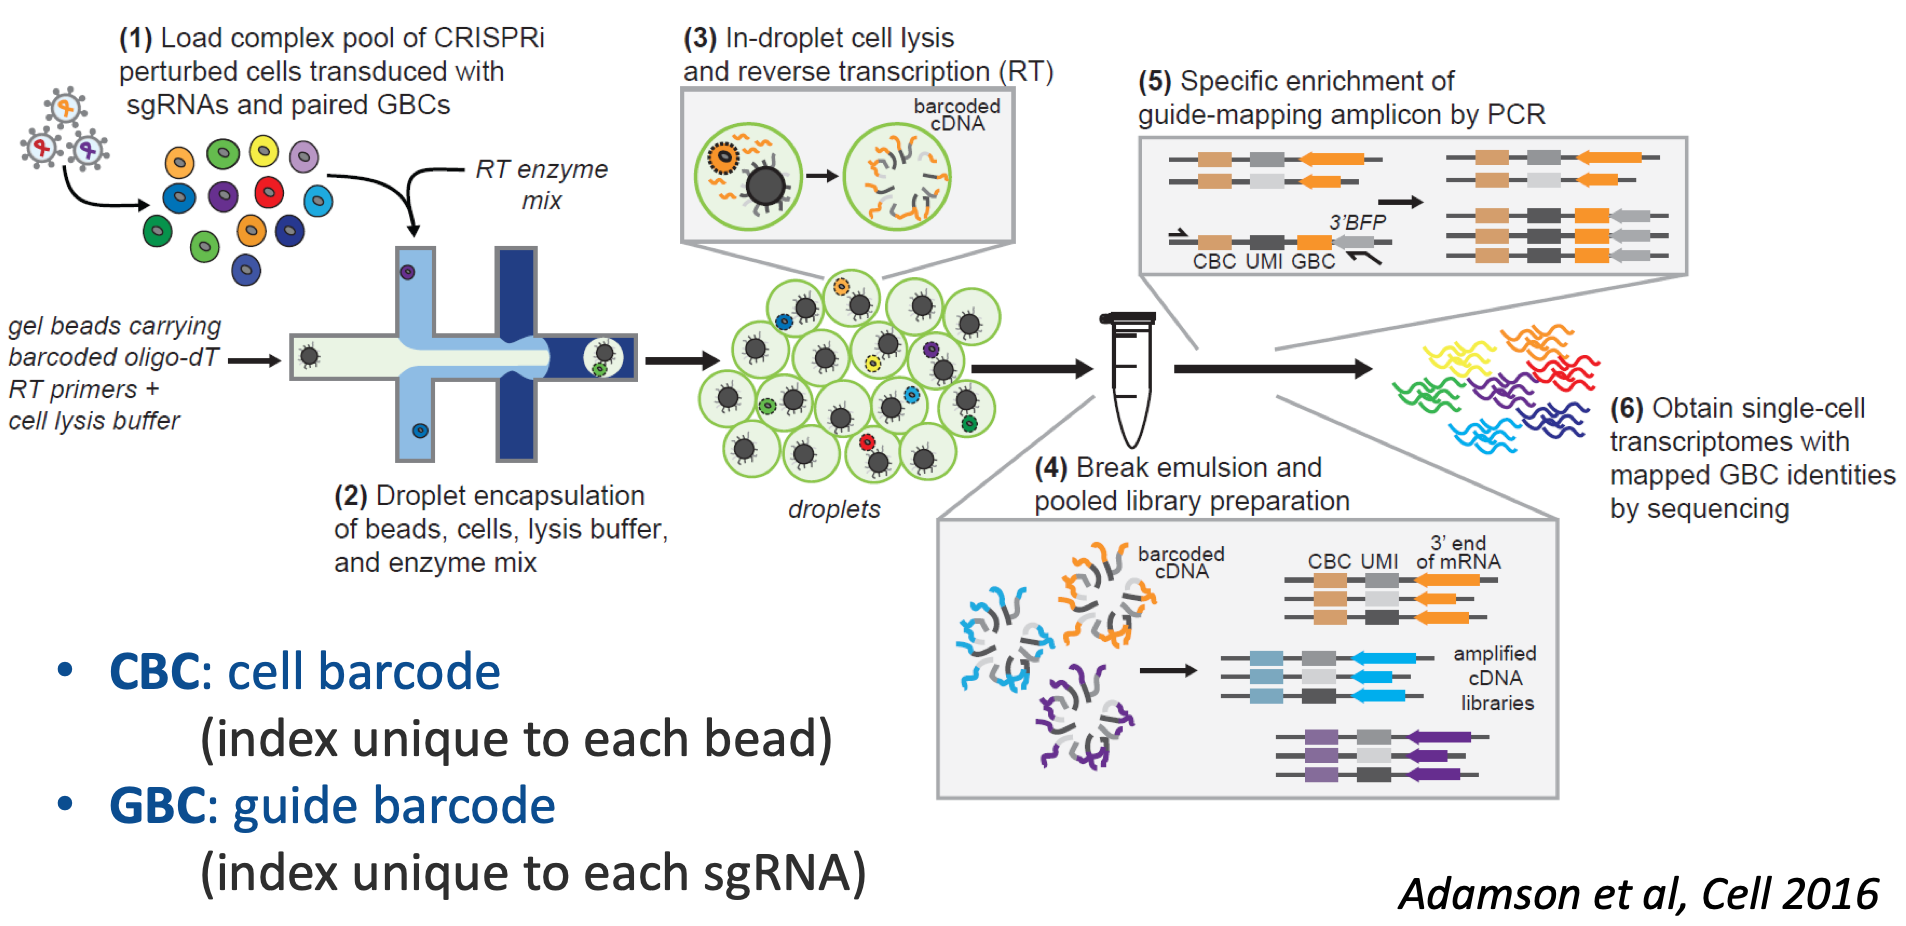 (1) Load complex pool of CRISPRi
perturbed cells transduced with
sgRNAs and paired GBCs
RT enzyme
mix
gel beads carrying
barcoded oligo-dT
RT primers +
cell lysis buffer
(2) Droplet encapsulation
of beads, cells, lysis buffer,
and enzyme mix
(3) In-droplet cell lysis
and reverse transcription (RT)
barcoded
cDNA
droplets
(4) Break emulsion and
pooled library preparation
barcoded
cDNA
CBC UMI 3’ end
of mRNA
amplified
cDNA
libraries
(5) Specific enrichment of
guide-mapping amplicon by PCR
3’BFP
CBC UMI GBC
(6) Obtain single-cell
transcriptomes with
mapped GBC identities
by sequencing
• CBC: cell barcode
(index unique to each bead)
• GBC: guide barcode
(index unique to each sgRNA)
Adamson et al, Cell 2016